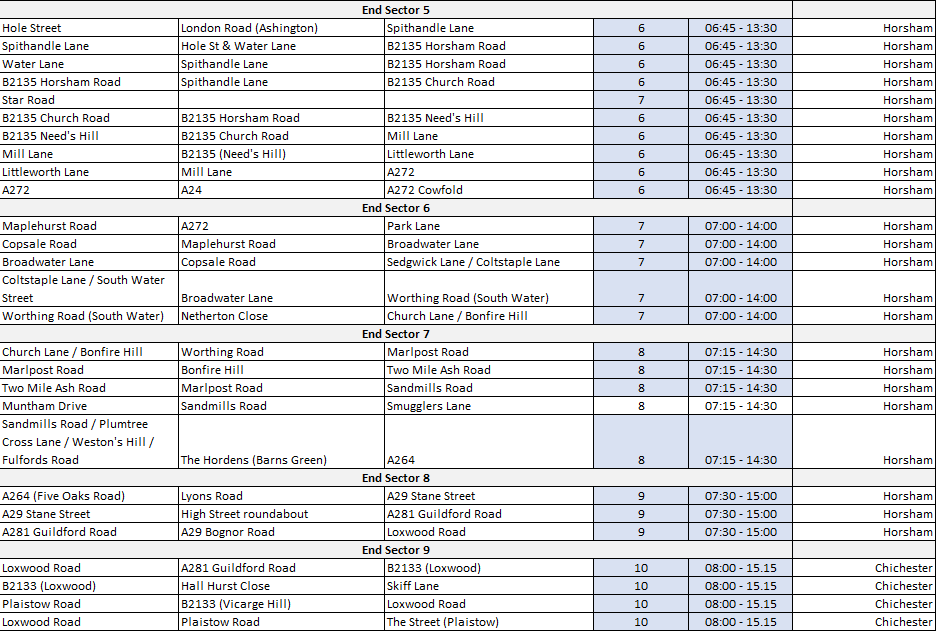 End Sector 5
Hole Street London Road (Ashington) Spithandle Lane 6 06:45 - 13:30 Horsham
Spithandle Lane Hole St & Water Lane B2135 Horsham Road 6 06:45 - 13:30 Horsham
Water Lane Spithandle Lane B2135 Horsham Road 6 06:45 - 13:30 Horsham
B2135 Horsham Road Spithandle Lane B2135 Church Road 6 06:45 - 13:30 Horsham
Star Road 7 06:45 - 13:30 Horsham
B2135 Church Road B2135 Horsham Road B2135 Need's Hill 6 06:45 - 13:30 Horsham
B2135 Need's Hill B2135 Church Road Mill Lane 6 06:45 - 13:30 Horsham
Mill Lane B2135 (Need's Hill) Littleworth Lane 6 06:45 - 13:30 Horsham
Littleworth Lane Mill Lane A272 6 06:45 - 13:30 Horsham
A272 A24 A272 Cowfold 6 06:45 - 13:30 Horsham
End Sector 6
Maplehurst Road A272 Park Lane 7 07:00 - 14:00 Horsham
Copsale Road Maplehurst Road Broadwater Lane 7 07:00 - 14:00 Horsham
Broadwater Lane Copsale Road Sedgwick Lane / Coltstaple Lane 7 07:00 - 14:00 Horsham
Coltstaple Lane / South Water
Street Broadwater Lane Worthing Road (South Water) 7 07:00 - 14:00 Horsham
Worthing Road (South Water) Netherton Close Church Lane / Bonfire Hill 7 07:00 - 14:00 Horsham
End Sector 7
Church Lane / Bonfire Hill Worthing Road Marlpost Road 8 07:15 - 14:30 Horsham
Marlpost Road Bonfire Hill Two Mile Ash Road 8 07:15 - 14:30 Horsham
Two Mile Ash Road Marlpost Road Sandmills Road 8 07:15 - 14:30 Horsham
Muntham Drive Sandmills Road Smugglers Lane 8 07:15 - 14:30 Horsham
Sandmills Road / Plumtree
Cross Lane / Weston's Hill /
Fulfords Road The Hordens (Barns Green) A264 8 07:15 - 14:30 Horsham
End Sector 8
A264 (Five Oaks Road) Lyons Road A29 Stane Street 9 07:30 - 15:00 Horsham
A29 Stane Street High Street roundabout A281 Guildford Road 9 07:30 - 15:00 Horsham
A281 Guildford Road A29 Bognor Road Loxwood Road 9 07:30 - 15:00 Horsham
End Sector 9
Loxwood Road A281 Guildford Road B2133 (Loxwood) 10 08:00 - 15.15 Chichester
B2133 (Loxwood) Hall Hurst Close Skiff Lane 10 08:00 - 15.15 Chichester
Plaistow Road B2133 (Vicarge Hill) Loxwood Road 10 08:00 - 15.15 Chichester
Loxwood Road Plaistow Road The Street (Plaistow) 10 08:00 - 15.15 Chichester